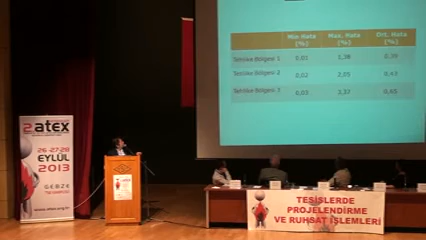 Min Hata Max. Hata Ort. Hata
[%] [%] [%]
Tehlike Bölgesi 1 0,01 1,38 0,39
Tehlike Bölgesi 2 0,02 2,05 0,43
Tehlike Bölgesi 3 0,03 3,37 0,65
2.atex
26-27-28
EYLÜL
2013
GEBZE
TESİSLERDE
PROJELENDİRME
VE RUHSAT İŞLEMLERİ